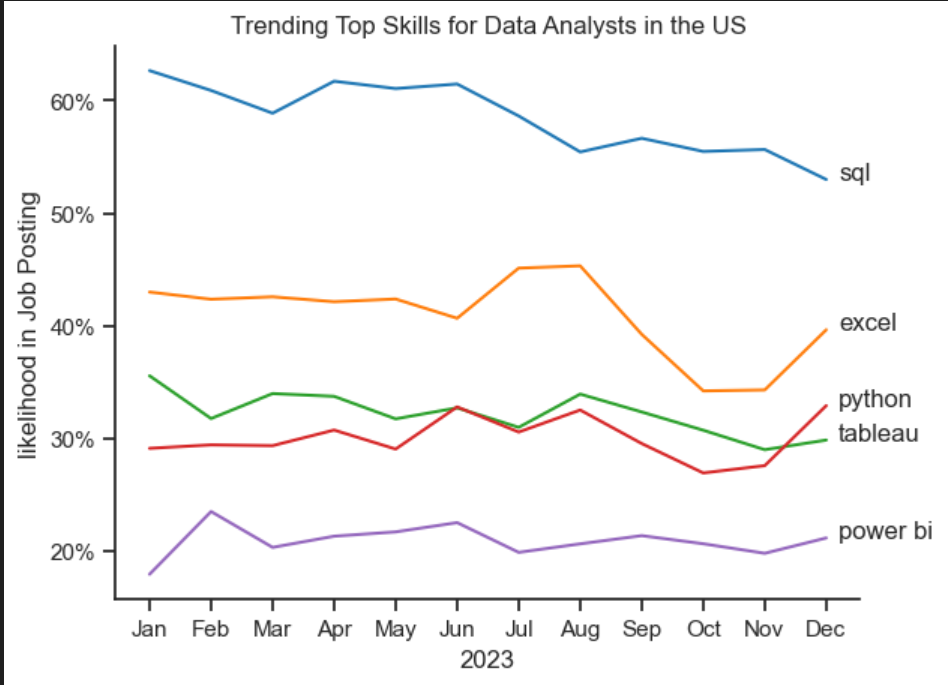 Trending Top Skills for Data Analysts in the US
likelihood in Job Posting
60%
50%
40%
30%
20%
sql
excel
python
tableau
power bi
Jan Feb Mar Apr May Jun Jul Aug Sep Oct Nov Dec
2023